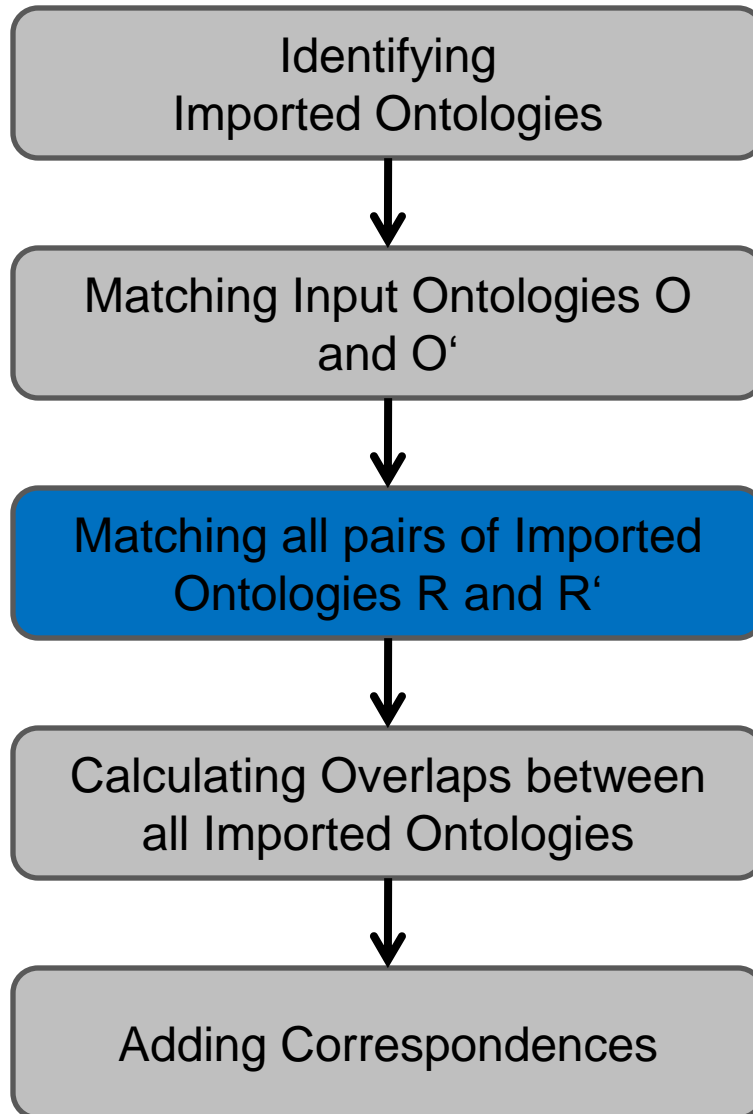 Identifying
Imported Ontologies
Matching Input Ontologies O
and O‘
Matching all pairs of Imported
Ontologies R and R‘
Calculating Overlaps between
all Imported Ontologies
Adding Correspondences